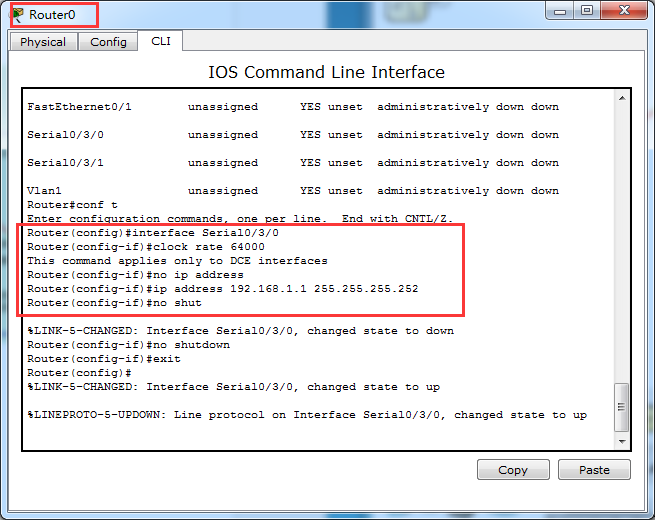 Router0
Physical Config CLI
IOS Command Line Interface
FastEthernet0/1 unassigned YES unset administratively down down
Serial0/3/0 unassigned YES unset administratively down down
Serial0/3/1 unassigned YES unset administratively down down
Vlan1 unassigned YES unset administratively down down
Router#conf t
Enter configuration commands, one per line. End with CNTL/Z.
Router(config)#interface Serial0/3/0
Router(config-if)#clock rate 64000
This command applies only to DCE interfaces
Router(config-if)#no ip address
Router(config-if)#ip address 192.168.1.1 255.255.255.252
Router(config-if)#no shut
%LINK-5-CHANGED: Interface Serial0/3/0, changed state to down
Router(config-if)#no shutdown
Router(config-if)#exit
Router(config)#
%LINK-5-CHANGED: Interface Serial0/3/0, changed state to up
%LINEPROTO-5-UPDOWN: Line protocol on Interface Serial0/3/0, changed state to up
Copy Paste